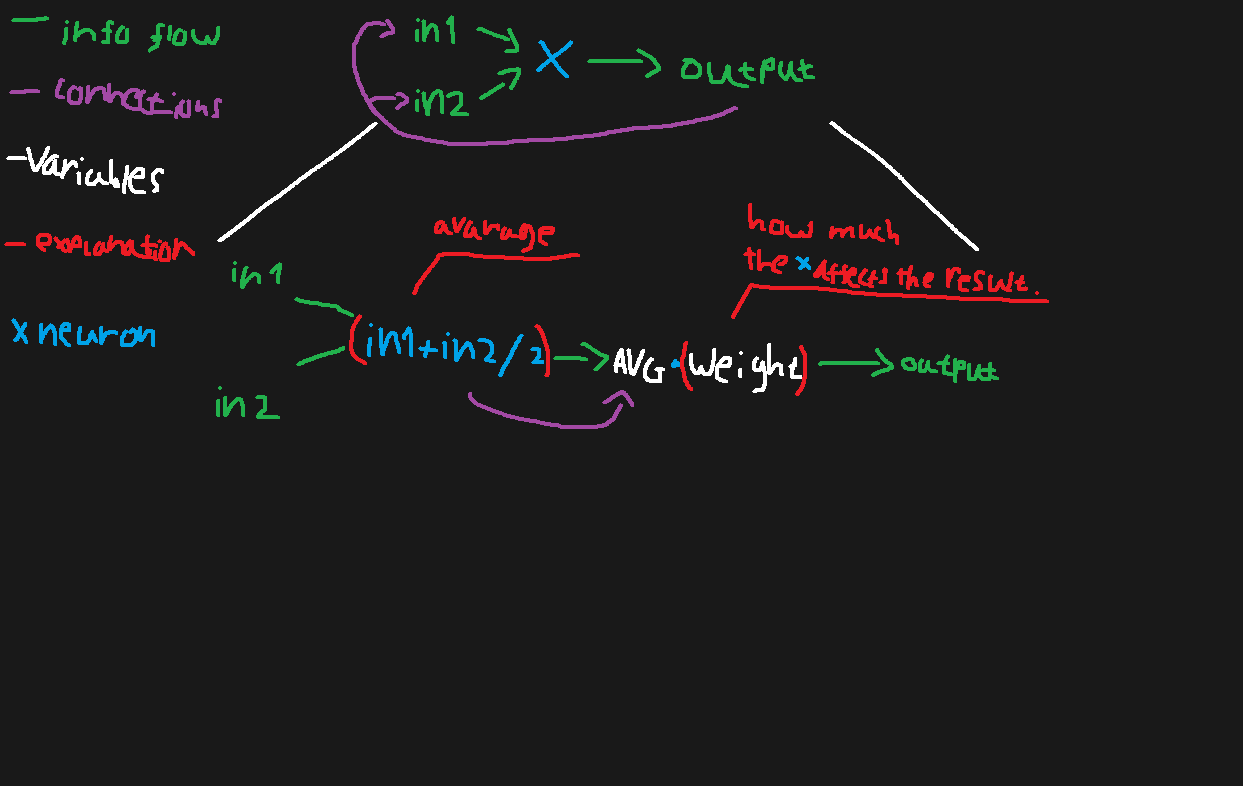 — info flow
— connections
- Variables
- explanation
x neuron
in1
in2
X
output
avarage
how much
the x affects the result.
in1
in2
(in1+in2/2)
AVG·(Weight)
output